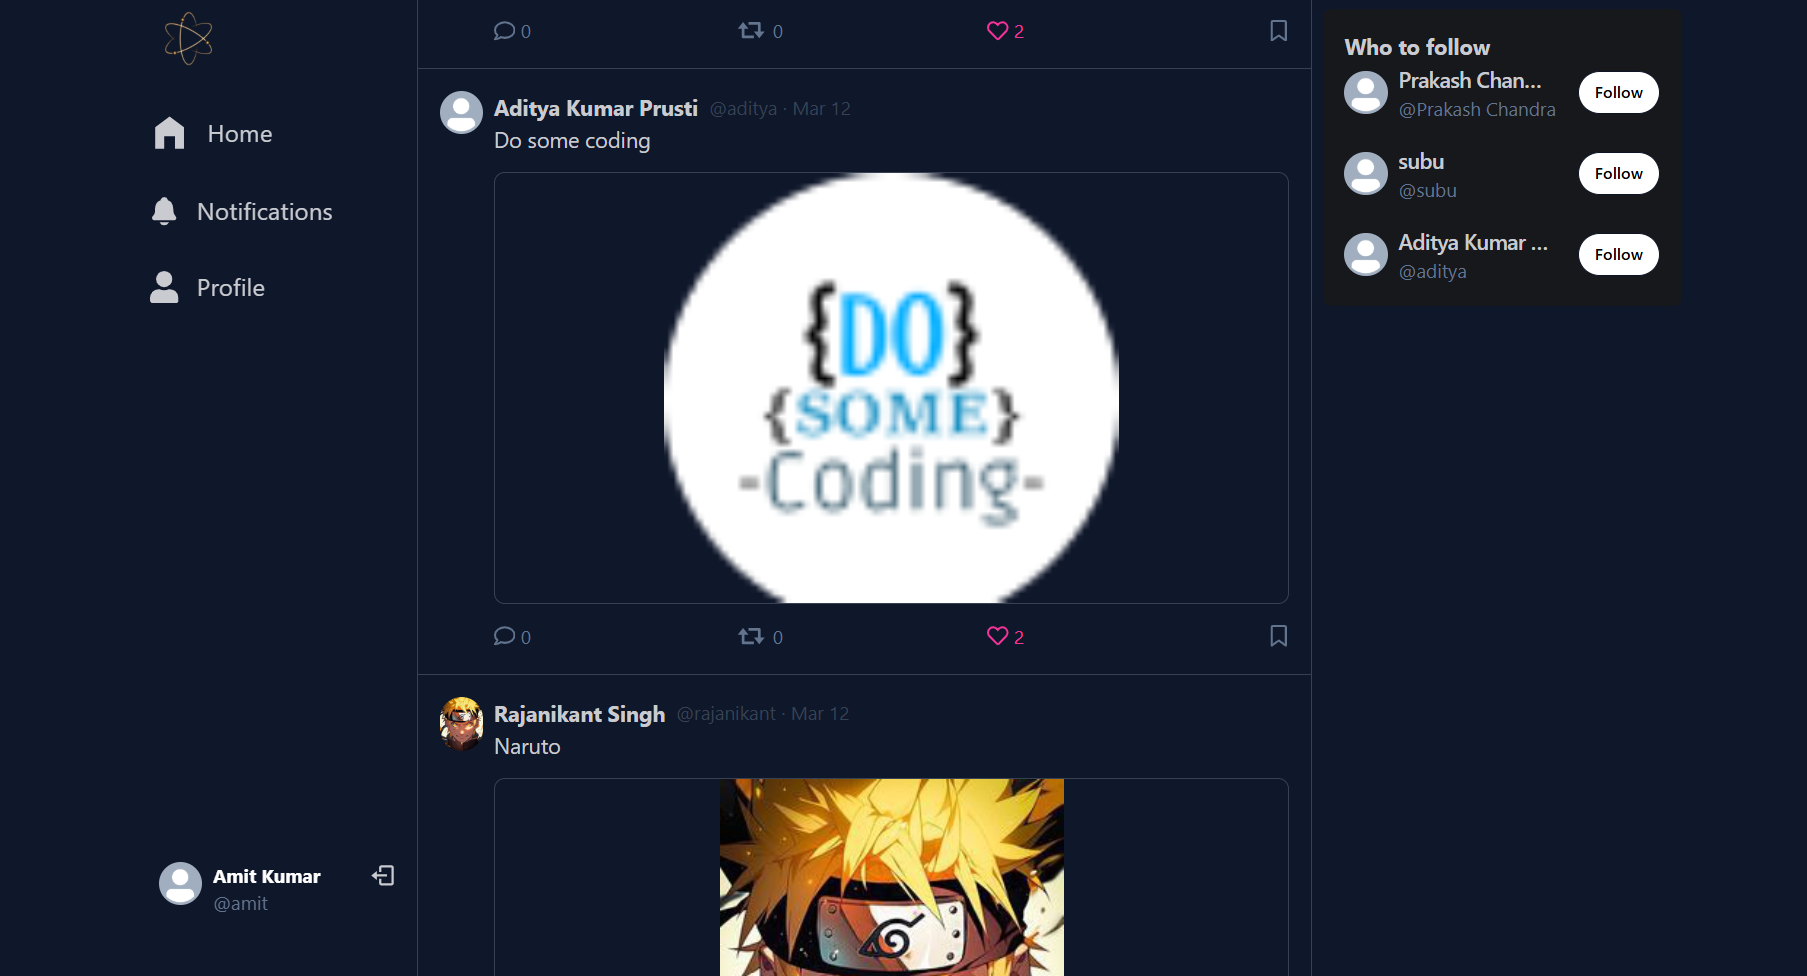 Home
Notifications
Profile
Amit Kumar
@amit
0 0 2
Aditya Kumar Prusti @aditya · Mar 12
Do some coding
{DO}
{SOME}
-Coding-
0 0 2
Rajanikant Singh @rajanikant · Mar 12
Naruto
Who to follow
Prakash Chan...
@Prakash Chandra
Follow
subu
@subu
Follow
Aditya Kumar ...
@aditya
Follow